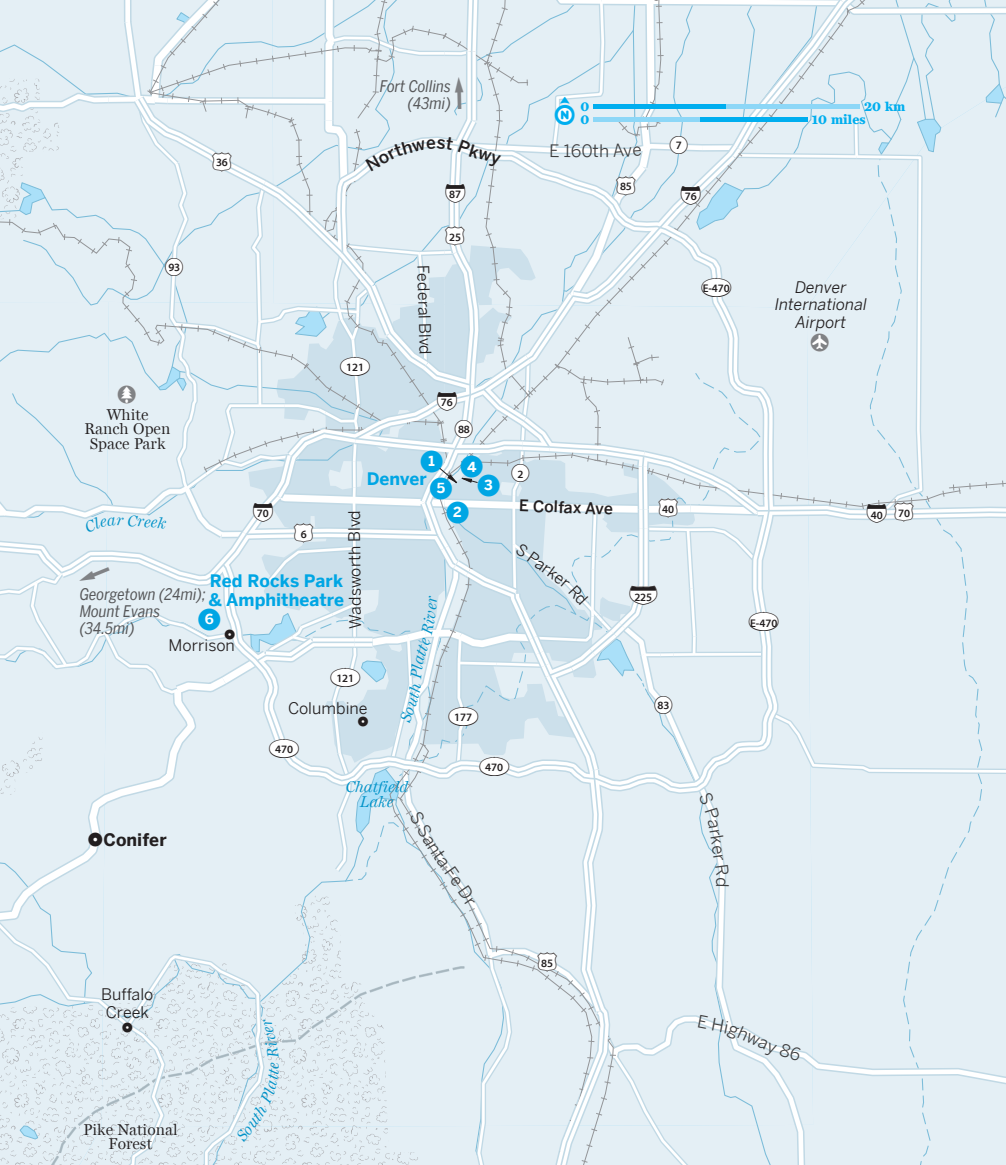 Fort Collins
(43mi)
N
0
20 km
0
10 miles
Northwest Pkwy
E 160th Ave
7
36
87
85
76
25
93
Federal Blvd
E-470
Denver
International
Airport
121
76
White
Ranch Open
Space Park
88
1
4
Denver
5
3
2
2
E Colfax Ave
40
40
70
70
Clear Creek
6
Wadsworth Blvd
S Parker Rd
Georgetown (24mi);
Mount Evans
(34.5mi)
Red Rocks Park
& Amphitheatre
6
225
E-470
Morrison
South Platte River
121
Columbine
177
83
470
470
Chatfield
Lake
S Parker Rd
S Santa Fe Dr
Conifer
85
Buffalo
Creek
E Highway 86
South Platte River
Pike National
Forest